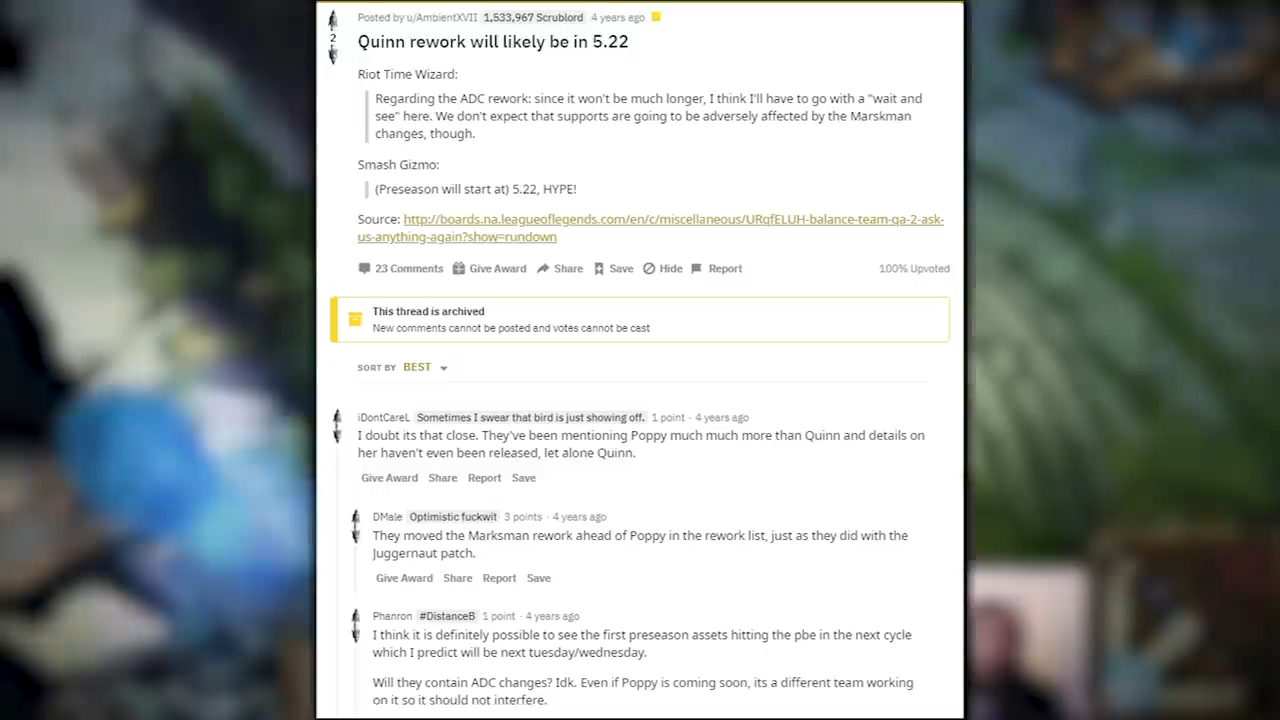 Posted by u/AmbientXVII 1,533,967 Scrublord 4 years ago
2
Quinn rework will likely be in 5.22
Riot Time Wizard:
Regarding the ADC rework: since it won't be much longer, I think I'll have to go with a "wait and
see" here. We don't expect that supports are going to be adversely affected by the Marskman
changes, though.
Smash Gizmo:
(Preseason will start at) 5.22, HYPE!
Source: http://boards.na.leagueoflegends.com/en/c/miscellaneous/URqfELUH-balance-team-qa-2-ask-
us-anything-again?show=rundown
23 Comments Give Award Share Save Hide Report 100% Upvoted
This thread is archived
New comments cannot be posted and votes cannot be cast
SORT BY BEST
iDontCareL Sometimes I swear that bird is just showing off. 1 point · 4 years ago
I doubt its that close. They've been mentioning Poppy much much more than Quinn and details on
her haven't even been released, let alone Quinn.
Give Award Share Report Save
DMale Optimistic fuckwit 3 points · 4 years ago
They moved the Marksman rework ahead of Poppy in the rework list, just as they did with the
Juggernaut patch.
Give Award Share Report Save
Phanron #DistanceB 1 point · 4 years ago
I think it is definitely possible to see the first preseason assets hitting the pbe in the next cycle
which I predict will be next tuesday/wednesday.
Will they contain ADC changes? Idk. Even if Poppy is coming soon, its a different team working
on it so it should not interfere.